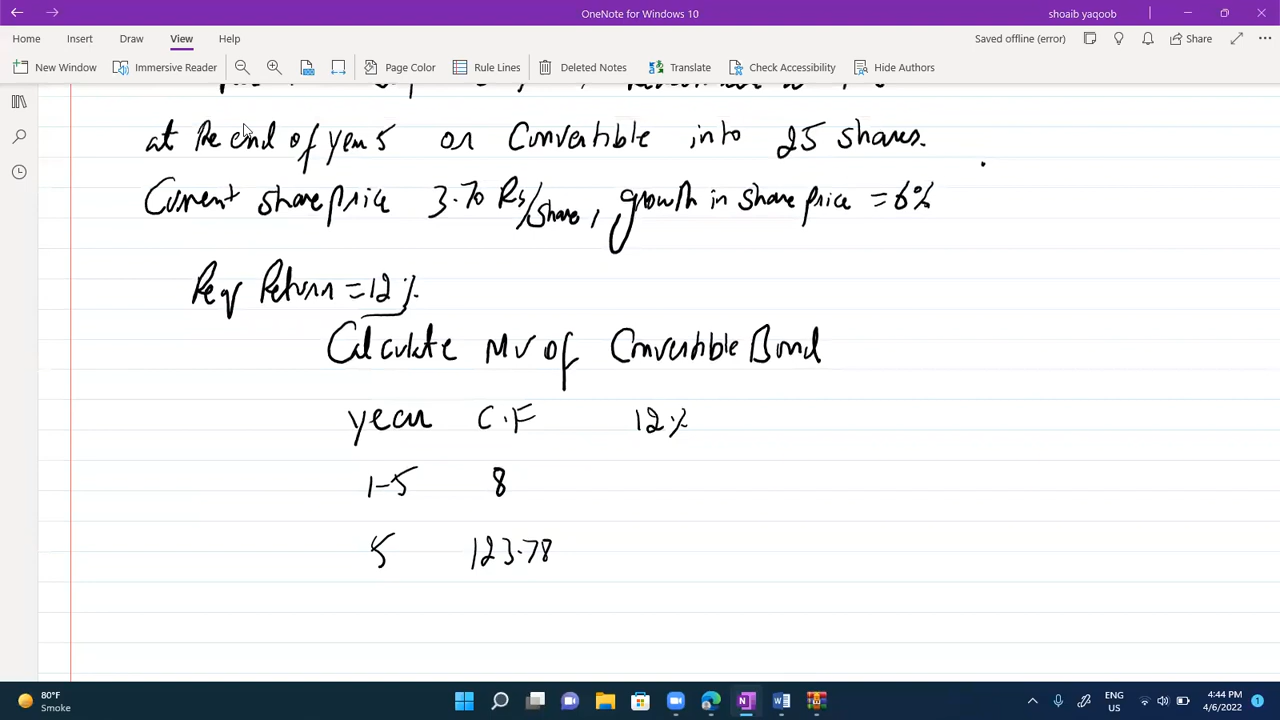 OneNote for Windows 10
shoaib yaqoob
Home Insert Draw View Help
Saved offline (error) Share
New Window Immersive Reader Page Color Rule Lines Deleted Notes Translate Check Accessibility Hide Authors
at the end of year 5 or Convertible into 25 shares.
Current share price 3.70 Rs/share, growth in share price = 6%
Req Return = 12%
Calculate MV of Convertible Bond
year C.F 12%
1-5 8
5 123.78
80°F
Smoke
ENG
US
4:44 PM
4/6/2022